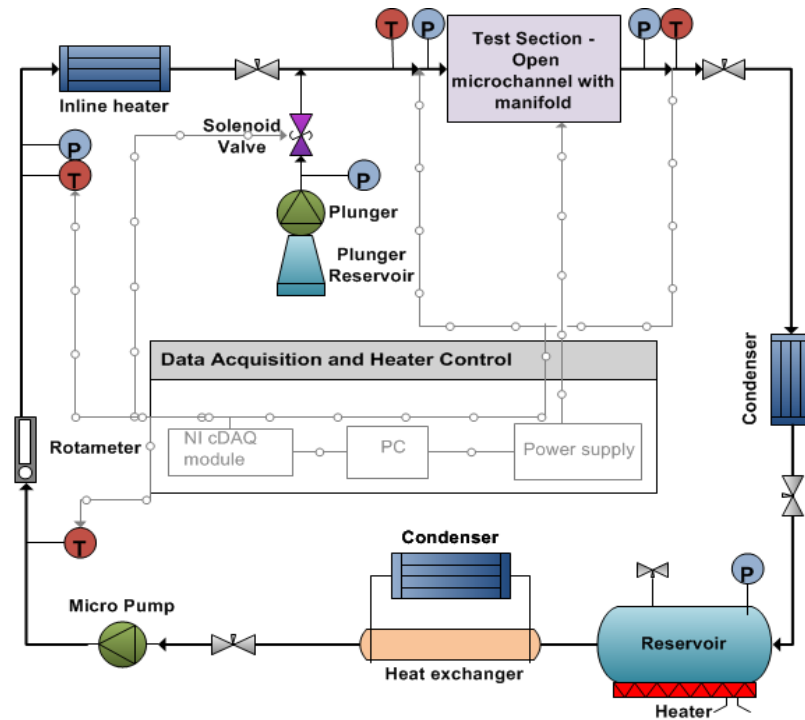 T
P
P
T
Test Section -
Open
microchannel with
manifold
Inline heater
Solenoid
Valve
P
T
P
Plunger
Plunger
Reservoir
Data Acquisition and Heater Control
Condenser
Rotameter
NI cDAQ
module
PC
Power supply
T
Condenser
P
Micro Pump
Reservoir
Heat exchanger
Heater